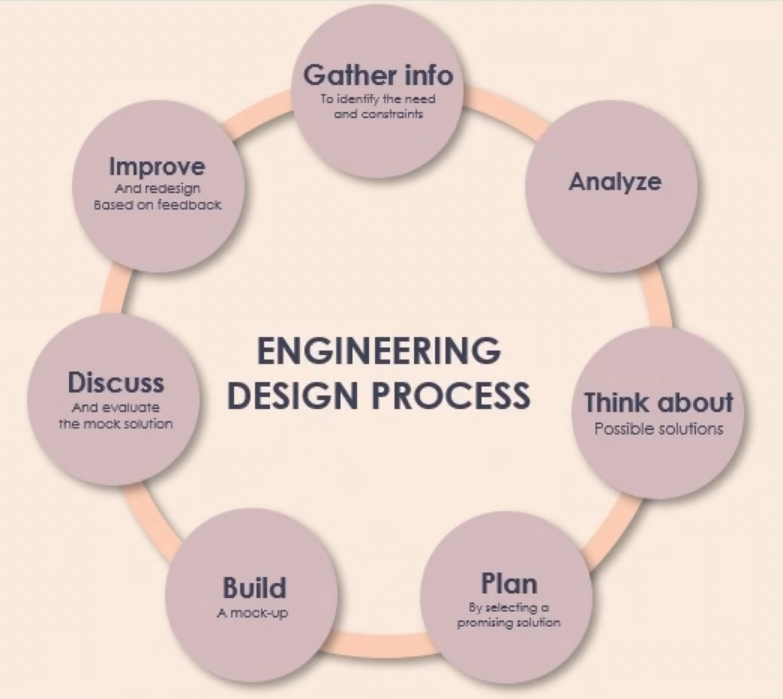 Gather info
To identify the need
and constraints
Analyze
Think about
Possible solutions
Plan
By selecting a
promising solution
Build
A mock-up
Discuss
And evaluate
the mock solution
Improve
And redesign
Based on feedback
ENGINEERING
DESIGN PROCESS